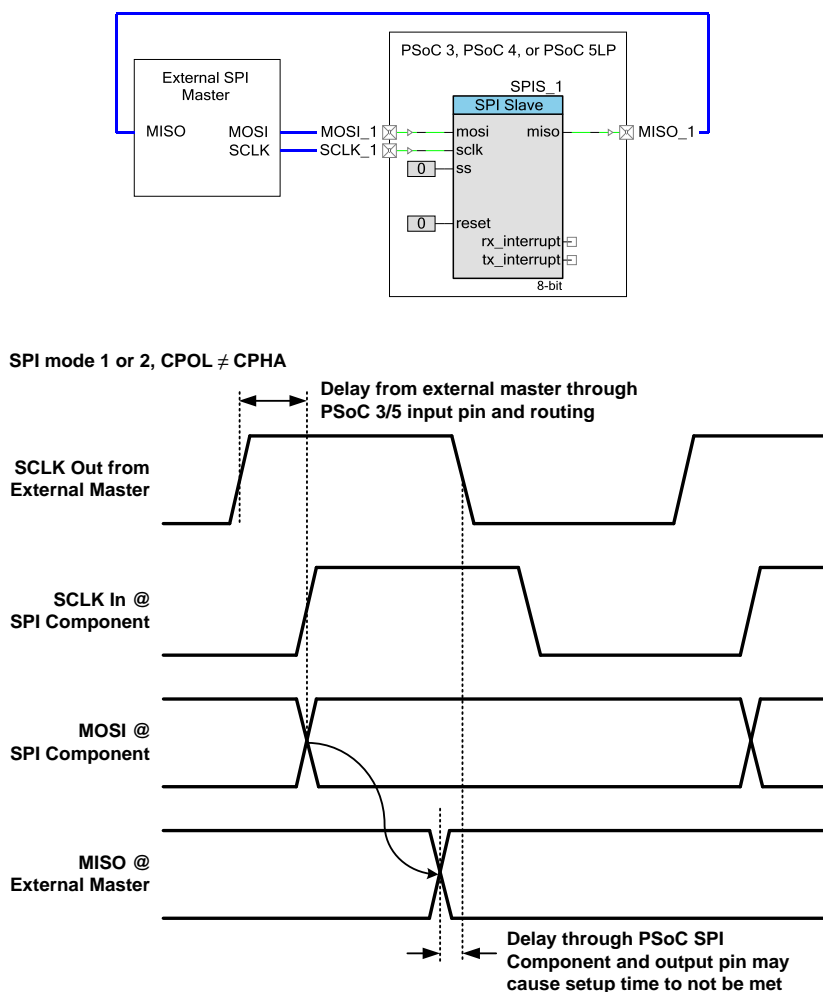 PSoC 3, PSoC 4, or PSoC 5LP
External SPI
Master
SPIS_1
SPI Slave
MISO
MOSI
SCLK
MOSI_1
SCLK_1
mosi
miso
MISO_1
sclk
0
ss
0
reset
rx_interrupt
tx_interrupt
8-bit
SPI mode 1 or 2, CPOL ≠ CPHA
Delay from external master through
PSoC 3/5 input pin and routing
SCLK Out from
External Master
SCLK In @
SPI Component
MOSI @
SPI Component
MISO @
External Master
Delay through PSoC SPI
Component and output pin may
cause setup time to not be met